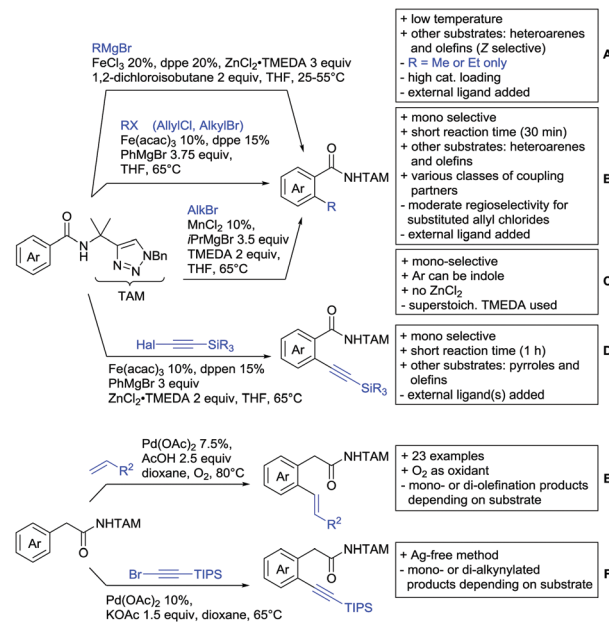 RMgBr
FeCl3 20%, dppe 20%, ZnCl2•TMEDA 3 equiv
1,2-dichloroisobutane 2 equiv, THF, 25-55°C
+ low temperature
+ other substrates: heteroarenes
and olefins (Z selective)
- R = Me or Et only
- high cat. loading
- external ligand added
A
RX (AllylCl, AlkylBr)
Fe(acac)3 10%, dppe 15%
PhMgBr 3.75 equiv,
THF, 65°C
O
Ar
NHTAM
R
+ mono selective
+ short reaction time (30 min)
+ other substrates: heteroarenes
and olefins
+ various classes of coupling
partners
- moderate regioselectivity for
substituted allyl chlorides
- external ligand added
B
O
Ar
N
H
N
N
N
Bn
TAM
AlkBr
MnCl2 10%,
iPrMgBr 3.5 equiv
TMEDA 2 equiv,
THF, 65°C
+ mono-selective
+ Ar can be indole
+ no ZnCl2
- superstoich. TMEDA used
C
Hal
SiR3
Fe(acac)3 10%, dppen 15%
PhMgBr 3 equiv
ZnCl2•TMEDA 2 equiv, THF, 65°C
O
Ar
NHTAM
SiR3
+ mono selective
+ short reaction time (1 h)
+ other substrates: pyrroles and
olefins
- external ligand(s) added
D
R2
Pd(OAc)2 7.5%,
AcOH 2.5 equiv
dioxane, O2, 80°C
NHTAM
Ar
O
R2
+ 23 examples
+ O2 as oxidant
- mono- or di-olefination products
depending on substrate
E
NHTAM
Ar
O
Br
TIPS
Pd(OAc)2 10%,
KOAc 1.5 equiv, dioxane, 65°C
NHTAM
Ar
O
TIPS
+ Ag-free method
- mono- or di-alkynylated
products depending on substrate
F